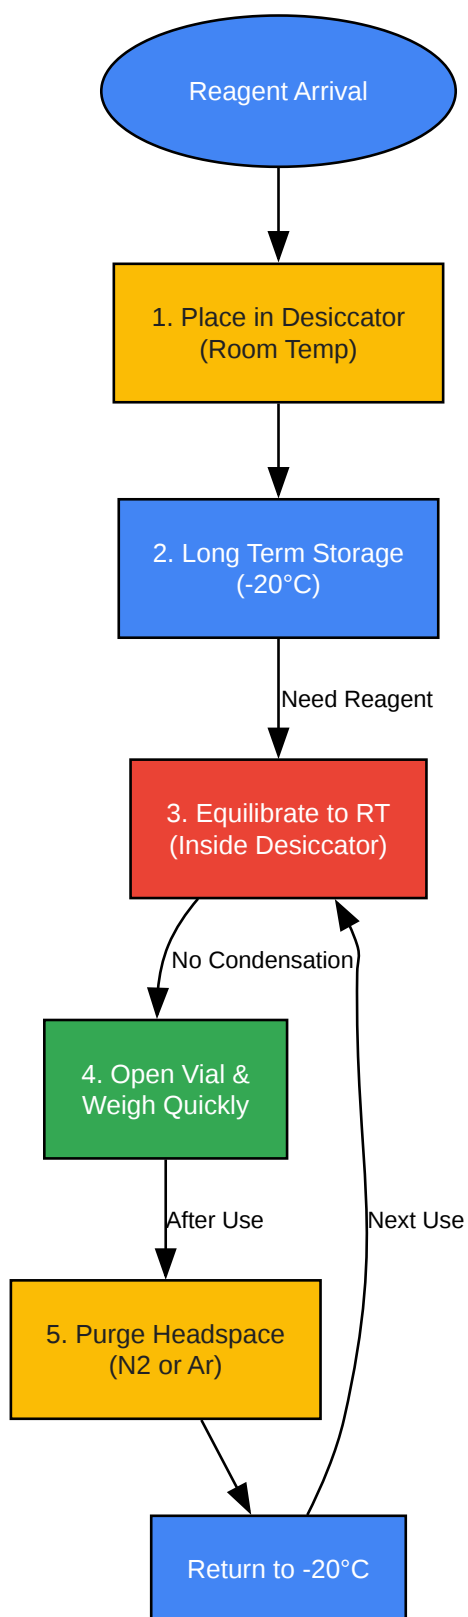 Reagent Arrival
1. Place in Desiccator
(Room Temp)
2. Long Term Storage
(-20°C)
Need Reagent
3. Equilibrate to RT
(Inside Desiccator)
No Condensation
4. Open Vial &
Weigh Quickly
After Use
Next Use
5. Purge Headspace
(N2 or Ar)
Return to -20°C